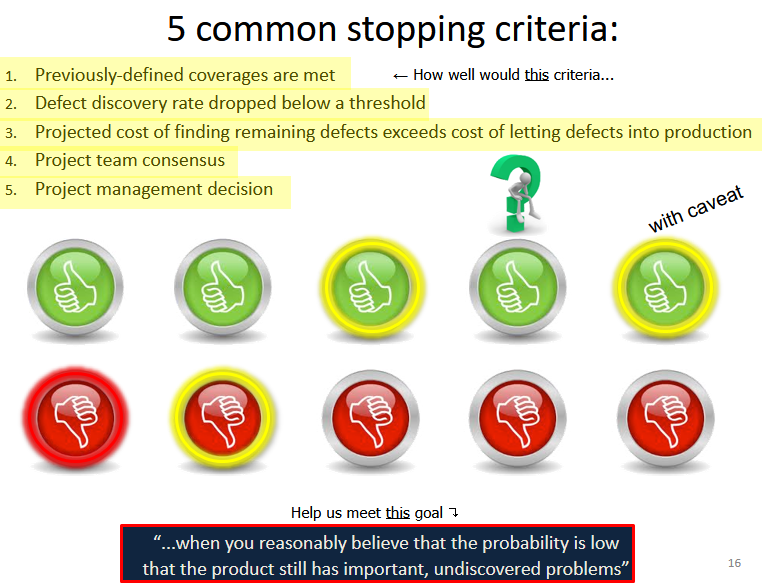 5 common stopping criteria:
1. Previously-defined coverages are met
← How well would this criteria...
2. Defect discovery rate dropped below a threshold
3. Projected cost of finding remaining defects exceeds cost of letting defects into production
4. Project team consensus
5. Project management decision
with caveat
Help us meet this goal ↴
“...when you reasonably believe that the probability is low
that the product still has important, undiscovered problems”
16